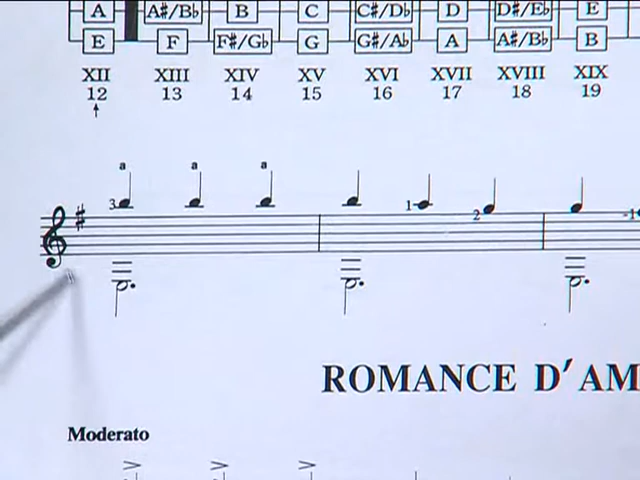 A A#/Bb B C C#/Db D D#/Eb E
E F F#/Gb G G#/Ab A A#/Bb B
XII XIII XIV XV XVI XVII XVIII XIX
12 13 14 15 16 17 18 19
a a a
3 1 2 -1
ROMANCE D'AM
Moderato